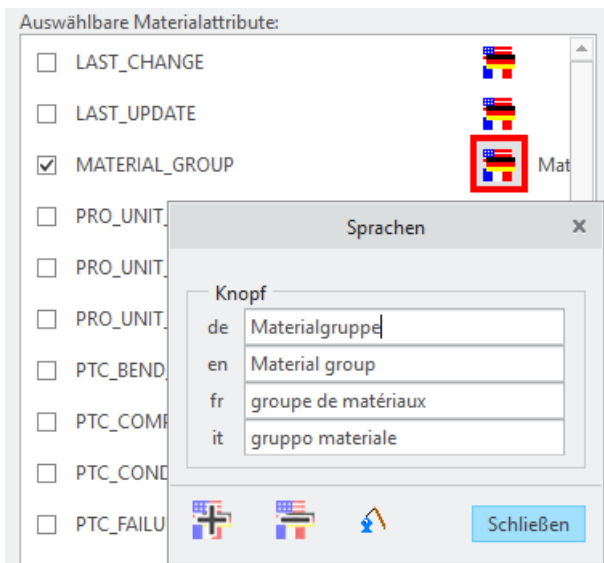 Auswählbare Materialattribute:
LAST_CHANGE
LAST_UPDATE
MATERIAL_GROUP Mat
PRO_UNIT_
Sprachen
PRO_UNIT_
Knopf
PRO_UNIT_
de Materialgruppe
PTC_BEND_
en Material group
fr groupe de matériaux
PTC_COMP
it gruppo materiale
PTC_COND
PTC_FAILU
Schließen